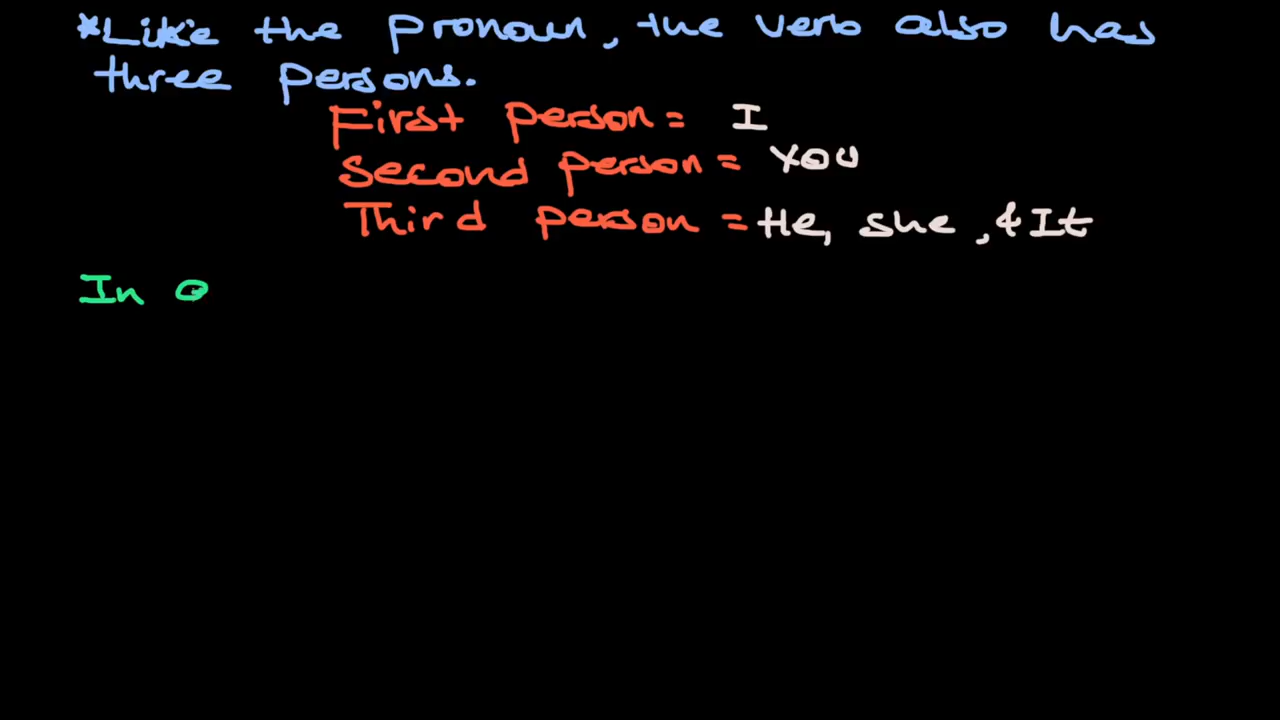 *Like the pronoun, the verb also has
three persons.
First person = I
Second person = You
Third person = He, she, & It
In